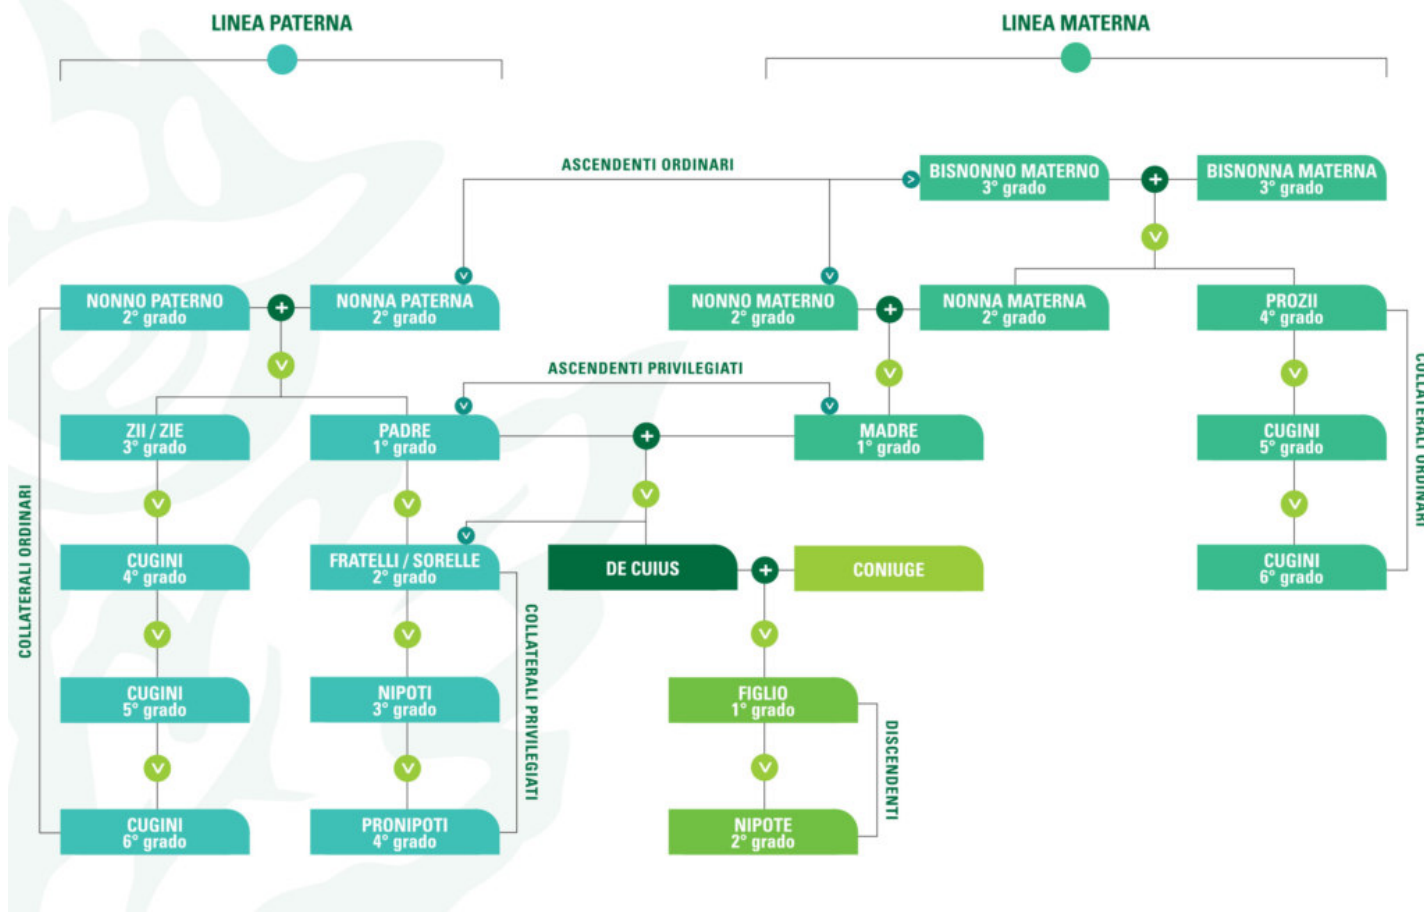 LINEA PATERNA
LINEA MATERNA
ASCENDENTI ORDINARI
BISNONNO MATERNO
3° grado
BISNONNA MATERNA
3° grado
NONNO PATERNO
2° grado
NONNA PATERNA
2° grado
NONNO MATERNO
2° grado
NONNA MATERNA
2° grado
PROZII
4° grado
ASCENDENTI PRIVILEGIATI
ZII / ZIE
3° grado
PADRE
1° grado
MADRE
1° grado
CUGINI
5° grado
COLLATERALI ORDINARI
COLLATERALI ORDINARI
CUGINI
4° grado
FRATELLI / SORELLE
2° grado
DE CUIUS
CONIUGE
CUGINI
6° grado
COLLATERALI PRIVILEGIATI
CUGINI
5° grado
NIPOTI
3° grado
FIGLIO
1° grado
DISCENDENTI
CUGINI
6° grado
PRONIPOTI
4° grado
NIPOTE
2° grado